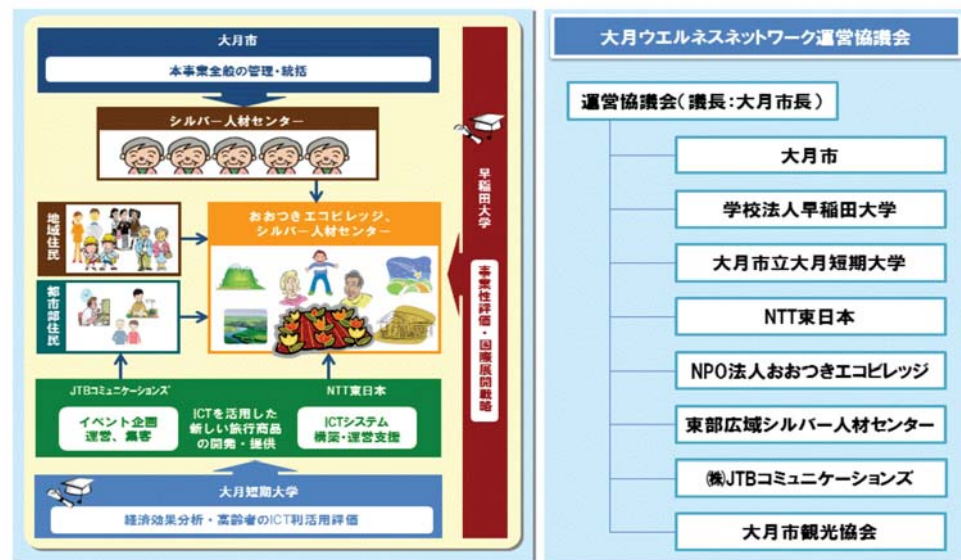 大月市
本事業全般の管理・統括
シルバー人材センター
地域住民
おおつきエコビレッジ、
シルバー人材センター
都市部住民
早稲田大学
事業性評価・国際展開戦略
JTBコミュニケーションズ
イベント企画
運営、集客
ICTを活用した
新しい旅行商品
の開発・提供
NTT東日本
ICTシステム
構築・運営支援
大月短期大学
経済効果分析・高齢者のICT利活用評価
大月ウエルネスネットワーク運営協議会
運営協議会(議長:大月市長)
大月市
学校法人早稲田大学
大月市立大月短期大学
NTT東日本
NPO法人おおつきエコビレッジ
東部広域シルバー人材センター
㈱JTBコミュニケーションズ
大月市観光協会